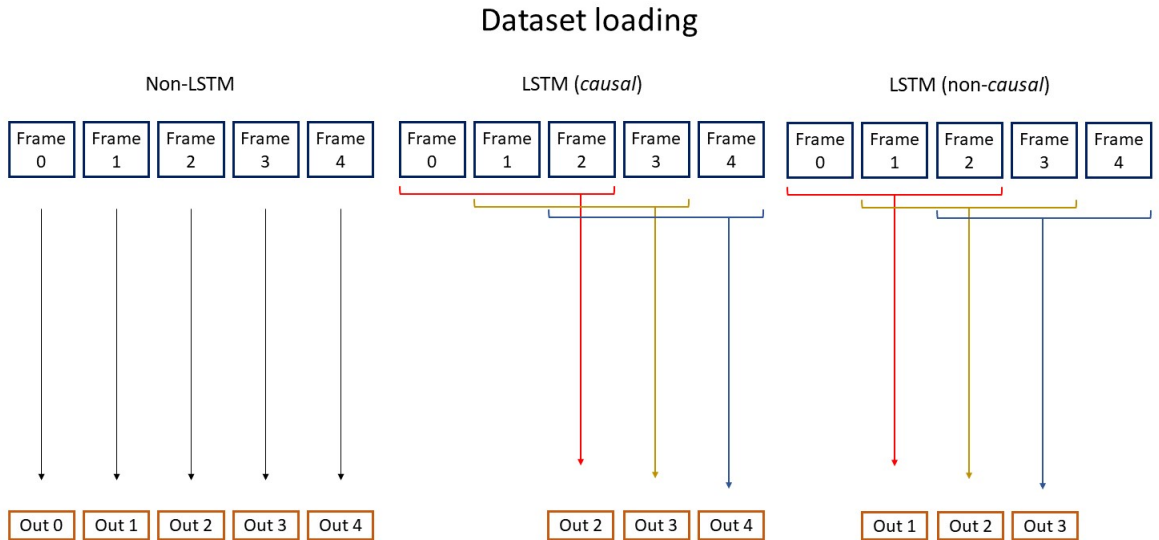 Dataset loading
Non-LSTM
Frame
0
Frame
1
Frame
2
Frame
3
Frame
4
Out 0
Out 1
Out 2
Out 3
Out 4
LSTM (causal)
Frame
0
Frame
1
Frame
2
Frame
3
Frame
4
Out 2
Out 3
Out 4
LSTM (non-causal)
Frame
0
Frame
1
Frame
2
Frame
3
Frame
4
Out 1
Out 2
Out 3